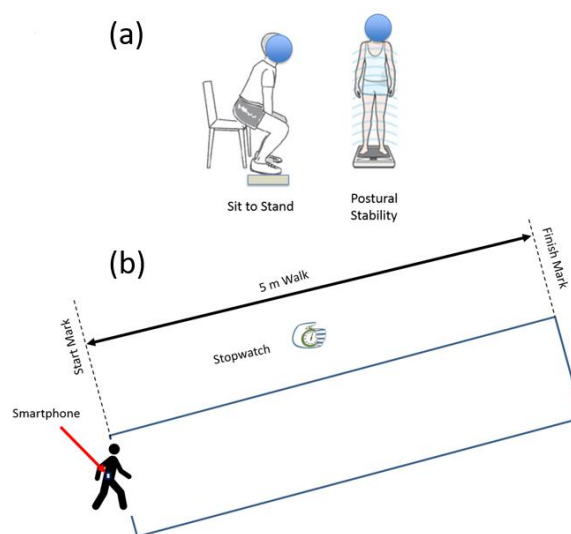 (a)
Sit to Stand
Postural
Stability
(b)
Start Mark
5 m Walk
Finish Mark
Stopwatch
Smartphone